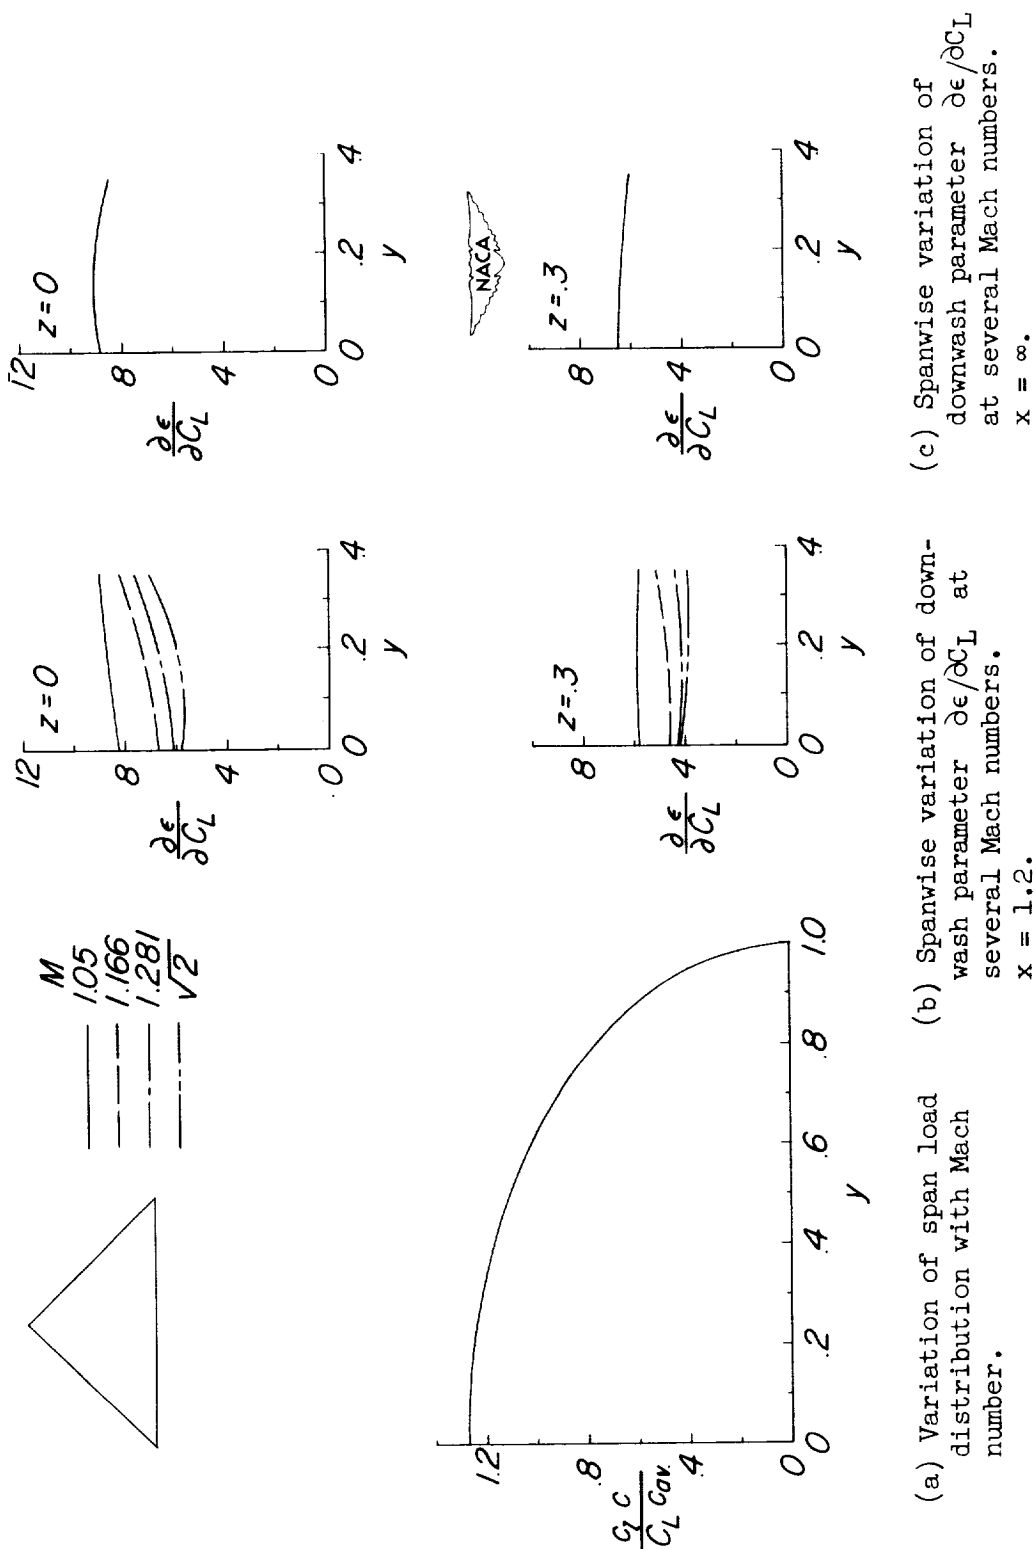 M
1.05
1.166
1.281
√2
c_l c / C_L c_av.
1.2
.8
.4
0
0 .2 .4 .6 .8 1.0
y
(a) Variation of span load
distribution with Mach
number.
z=0
∂ε/∂C_L
12
8
4
0
0 .2 .4
y
z=.3
∂ε/∂C_L
8
4
0
0 .2 .4
y
(b) Spanwise variation of down-
wash parameter ∂ε/∂C_L at
several Mach numbers.
x = 1.2.
z=0
∂ε/∂C_L
12
8
4
0
0 .2 .4
y
NACA
z=.3
∂ε/∂C_L
8
4
0
0 .2 .4
y
(c) Spanwise variation of
downwash parameter ∂ε/∂C_L
at several Mach numbers.
x = ∞.